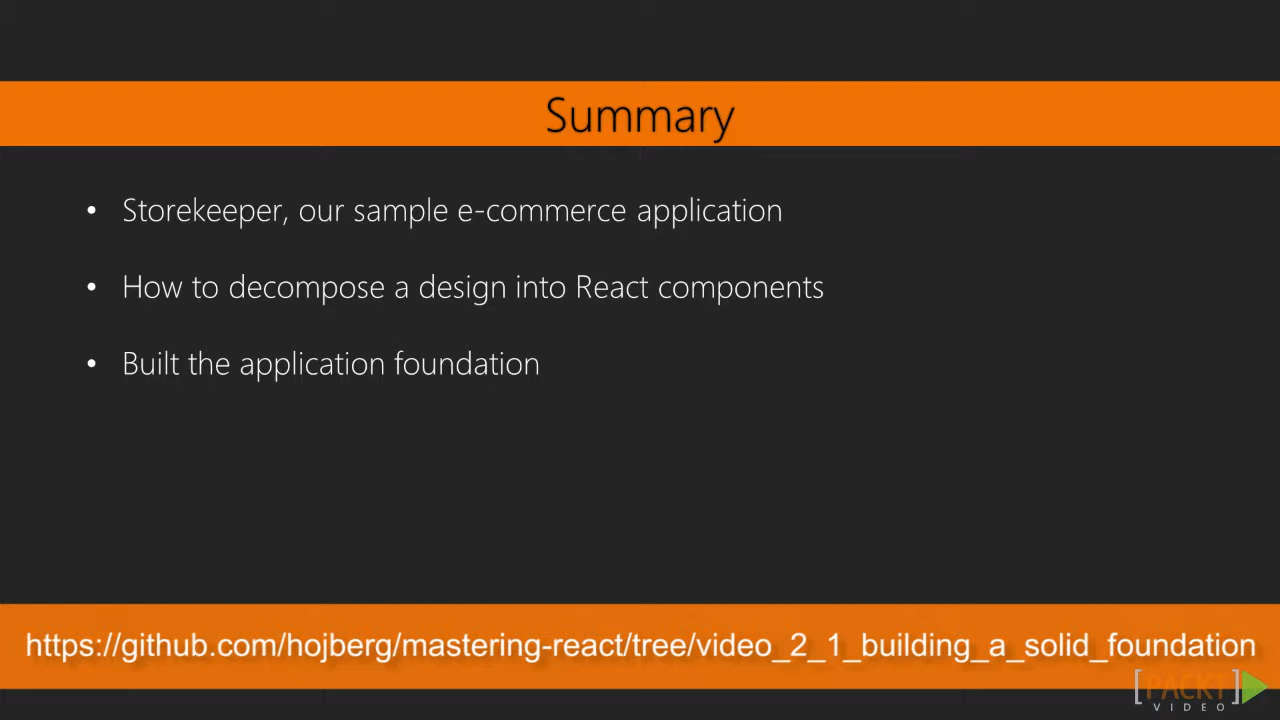 Summary
• Storekeeper, our sample e-commerce application
• How to decompose a design into React components
• Built the application foundation
https://github.com/hojberg/mastering-react/tree/video_2_1_building_a_solid_foundation
[PACKT]
VIDEO